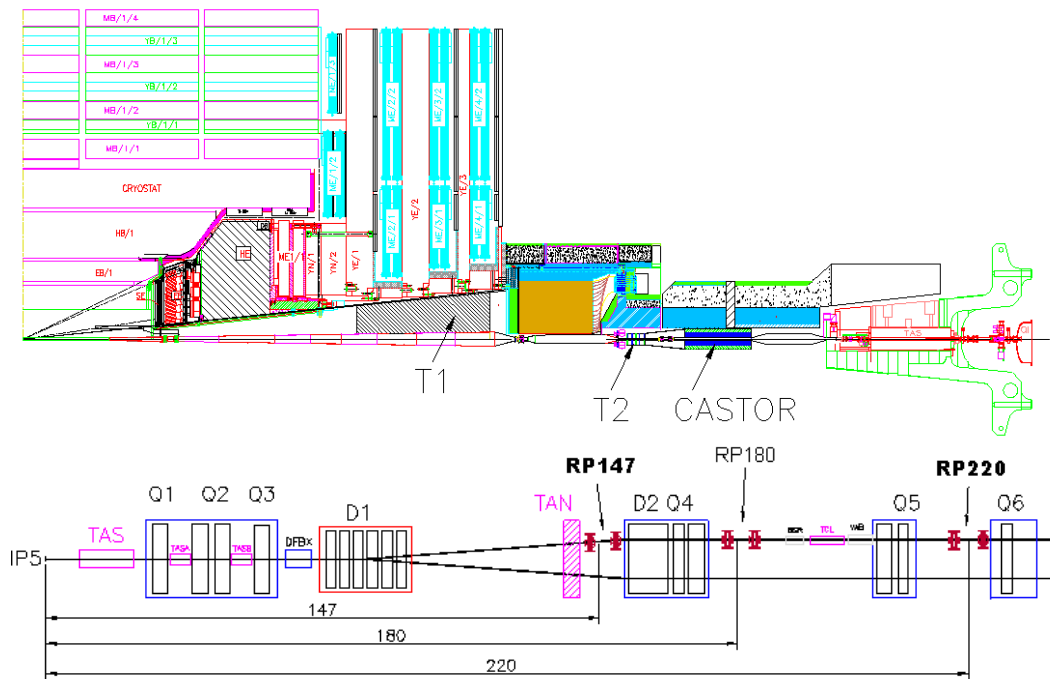 MB/1/4
YB/1/3
MB/1/3
YB/1/2
MB/1/2
YB/1/1
MB/1/1
CRYOSTAT
HB/1
EB/1
HE
ME1/1
YN/1
YN/2
YE/1
ME/1/3
ME/1/2
ME/2/2
ME/2/1
YE/2
ME/3/2
ME/3/1
YE/3
ME/4/2
ME/4/1
TAS
T1
T2
CASTOR
RP147
RP180
RP220
Q1
Q2
Q3
D1
TAN
D2
Q4
Q5
Q6
TAS
TASA
TASB
DFBX
TCL
IP5
147
180
220